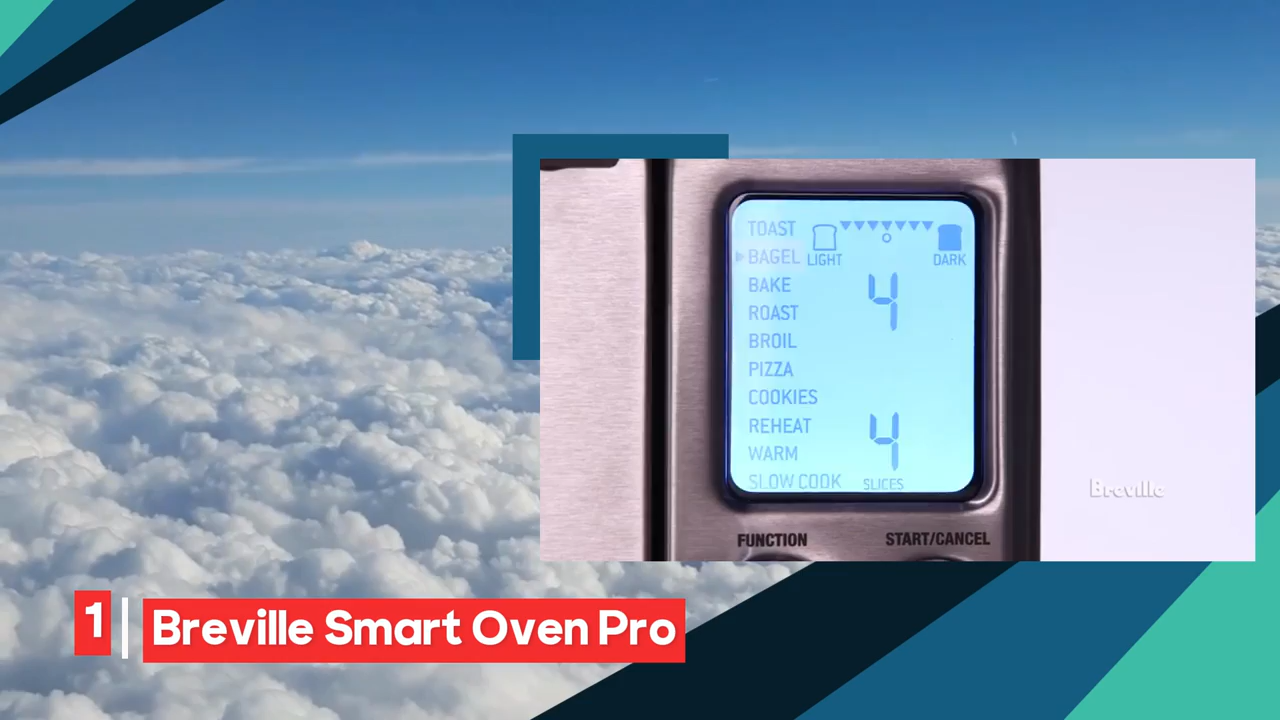 TOAST
BAGEL
BAKE
ROAST
BROIL
PIZZA
COOKIES
REHEAT
WARM
SLOW COOK
LIGHT
DARK
4
4
SLICES
FUNCTION
START/CANCEL
Breville
1
Breville Smart Oven Pro